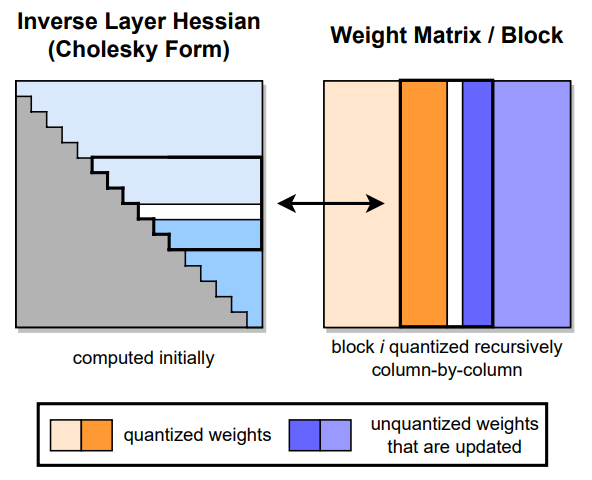 Inverse Layer Hessian
(Cholesky Form)
Weight Matrix / Block
computed initially
block i quantized recursively
column-by-column
quantized weights
unquantized weights
that are updated